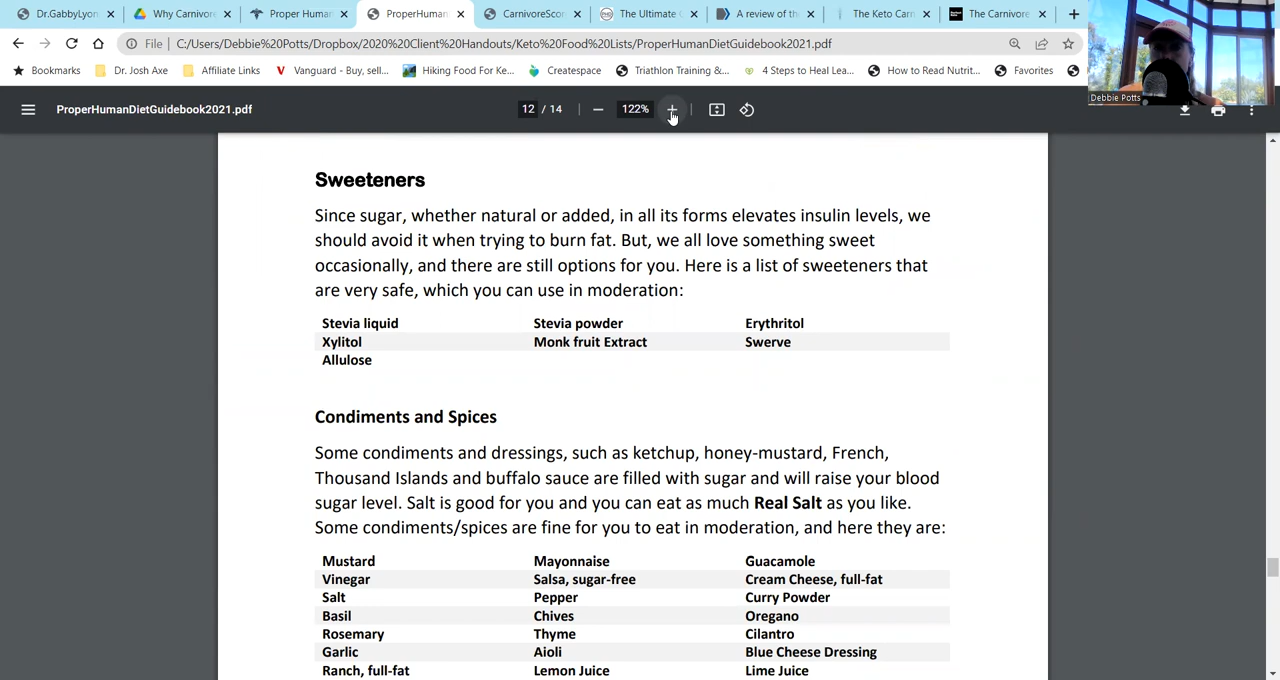 Dr.GabbyLyon
Why Carnivore
Proper Human
ProperHuman
CarnivoreScor
The Ultimate
A review of the
The Keto Carn
The Carnivore
File
C:/Users/Debbie%20Potts/Dropbox/2020%20Client%20Handouts/Keto%20Food%20Lists/ProperHumanDietGuidebook2021.pdf
Bookmarks
Dr. Josh Axe
Affiliate Links
Vanguard - Buy, sell...
Hiking Food For Ke...
Createspace
Triathlon Training &...
4 Steps to Heal Lea...
How to Read Nutrit...
Favorites
Debbie Potts
ProperHumanDietGuidebook2021.pdf
12 / 14
122%
Sweeteners
Since sugar, whether natural or added, in all its forms elevates insulin levels, we
should avoid it when trying to burn fat. But, we all love something sweet
occasionally, and there are still options for you. Here is a list of sweeteners that
are very safe, which you can use in moderation:
Stevia liquid Stevia powder Erythritol
Xylitol Monk fruit Extract Swerve
Allulose
Condiments and Spices
Some condiments and dressings, such as ketchup, honey-mustard, French,
Thousand Islands and buffalo sauce are filled with sugar and will raise your blood
sugar level. Salt is good for you and you can eat as much Real Salt as you like.
Some condiments/spices are fine for you to eat in moderation, and here they are:
Mustard Mayonnaise Guacamole
Vinegar Salsa, sugar-free Cream Cheese, full-fat
Salt Pepper Curry Powder
Basil Chives Oregano
Rosemary Thyme Cilantro
Garlic Aioli Blue Cheese Dressing
Ranch, full-fat Lemon Juice Lime Juice